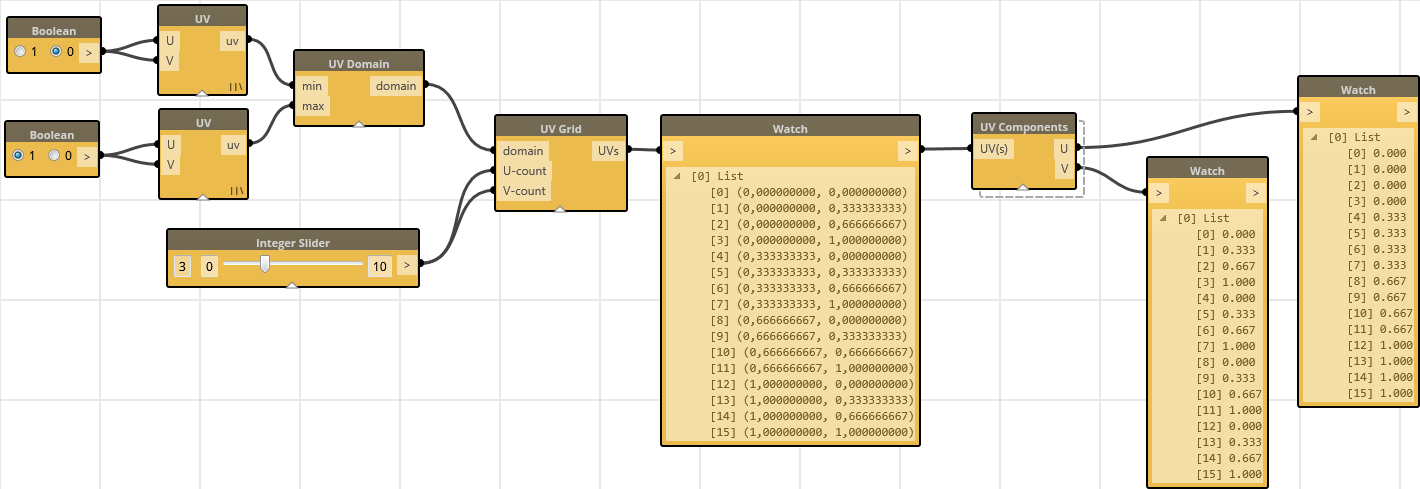 Boolean
1 0 >
UV
U uv
V
Boolean
1 0 >
UV
U uv
V
UV Domain
min domain
max
Integer Slider
3 0 10 >
UV Grid
domain UVs
U-count
V-count
Watch
> >
[0] List
[0] (0,000000000, 0,000000000)
[1] (0,000000000, 0,333333333)
[2] (0,000000000, 0,666666667)
[3] (0,000000000, 1,000000000)
[4] (0,333333333, 0,000000000)
[5] (0,333333333, 0,333333333)
[6] (0,333333333, 0,666666667)
[7] (0,333333333, 1,000000000)
[8] (0,666666667, 0,000000000)
[9] (0,666666667, 0,333333333)
[10] (0,666666667, 0,666666667)
[11] (0,666666667, 1,000000000)
[12] (1,000000000, 0,000000000)
[13] (1,000000000, 0,333333333)
[14] (1,000000000, 0,666666667)
[15] (1,000000000, 1,000000000)
UV Components
UV(s) U
V
Watch
> >
[0] List
[0] 0.000
[1] 0.333
[2] 0.667
[3] 1.000
[4] 0.000
[5] 0.333
[6] 0.667
[7] 1.000
[8] 0.000
[9] 0.333
[10] 0.667
[11] 1.000
[12] 0.000
[13] 0.333
[14] 0.667
[15] 1.000
Watch
> >
[0] List
[0] 0.000
[1] 0.000
[2] 0.000
[3] 0.000
[4] 0.333
[5] 0.333
[6] 0.333
[7] 0.333
[8] 0.667
[9] 0.667
[10] 0.667
[11] 0.667
[12] 1.000
[13] 1.000
[14] 1.000
[15] 1.000